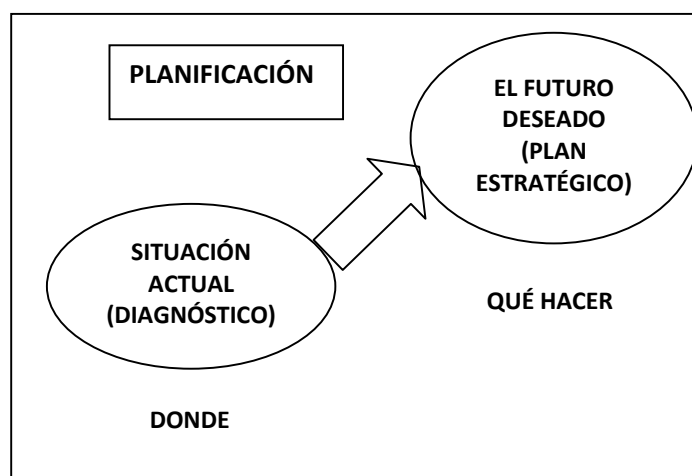 PLANIFICACIÓN
EL FUTURO
DESEADO
(PLAN
ESTRATÉGICO)
SITUACIÓN
ACTUAL
(DIAGNÓSTICO)
QUÉ HACER
DONDE